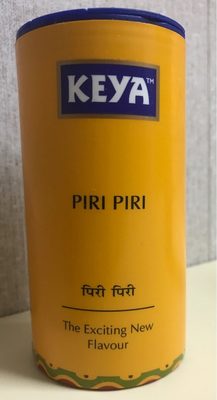 KEYA™
PIRI PIRI
पिरी पिरी
The Exciting New
Flavour